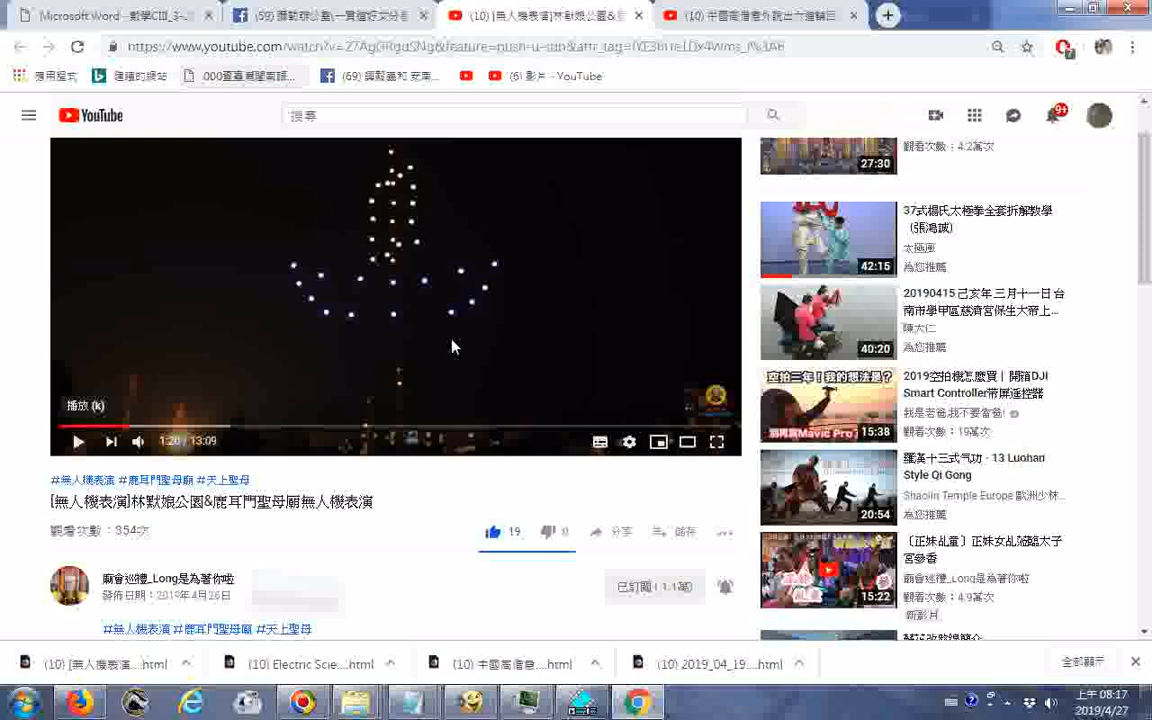 Microsoft Word - 數學CIII_3-
(10) [無人機表演]林默娘公園&
https://www.youtube.com/watch?v=
應用程式
建議的網站
(6) 影片 - YouTube
YouTube
搜尋
9+
播放 (k)
1:20 / 13:09
#無人機表演 #鹿耳門聖母廟 #天上聖母
[無人機表演]林默娘公園&鹿耳門聖母廟無人機表演
觀看次數：354次
19
0
分享
儲存
廟會巡禮_Long是為著你啦
發佈日期：2019年4月26日
已訂閱 (1.1萬)
#無人機表演 #鹿耳門聖母廟 #天上聖母
27:30
觀看次數：4.2萬次
42:15
37式楊氏太極拳全套拆解教學
（張鴻誠）
太極庫
為您推薦
40:20
20190415 己亥年 三月十一日 台
南市學甲區慈濟宮保生大帝上...
陳大仁
為您推薦
15:38
2019空拍機怎麼買｜開箱DJI
Smart Controller帶屏遙控器
我是老爸,我不要當爸!
觀看次數：19萬次
20:54
羅漢十三式气功 - 13 Luohan
Style Qi Gong
Shaolin Temple Europe 歐洲少林...
為您推薦
15:22
宮參香
廟會巡禮_Long是為著你啦
觀看次數：4.9萬次
新影片
(10) [無人機表演....html
(10) Electric Scie....html
(10) 2019_04_19....html
全部顯示
上午 08:17
2019/4/27